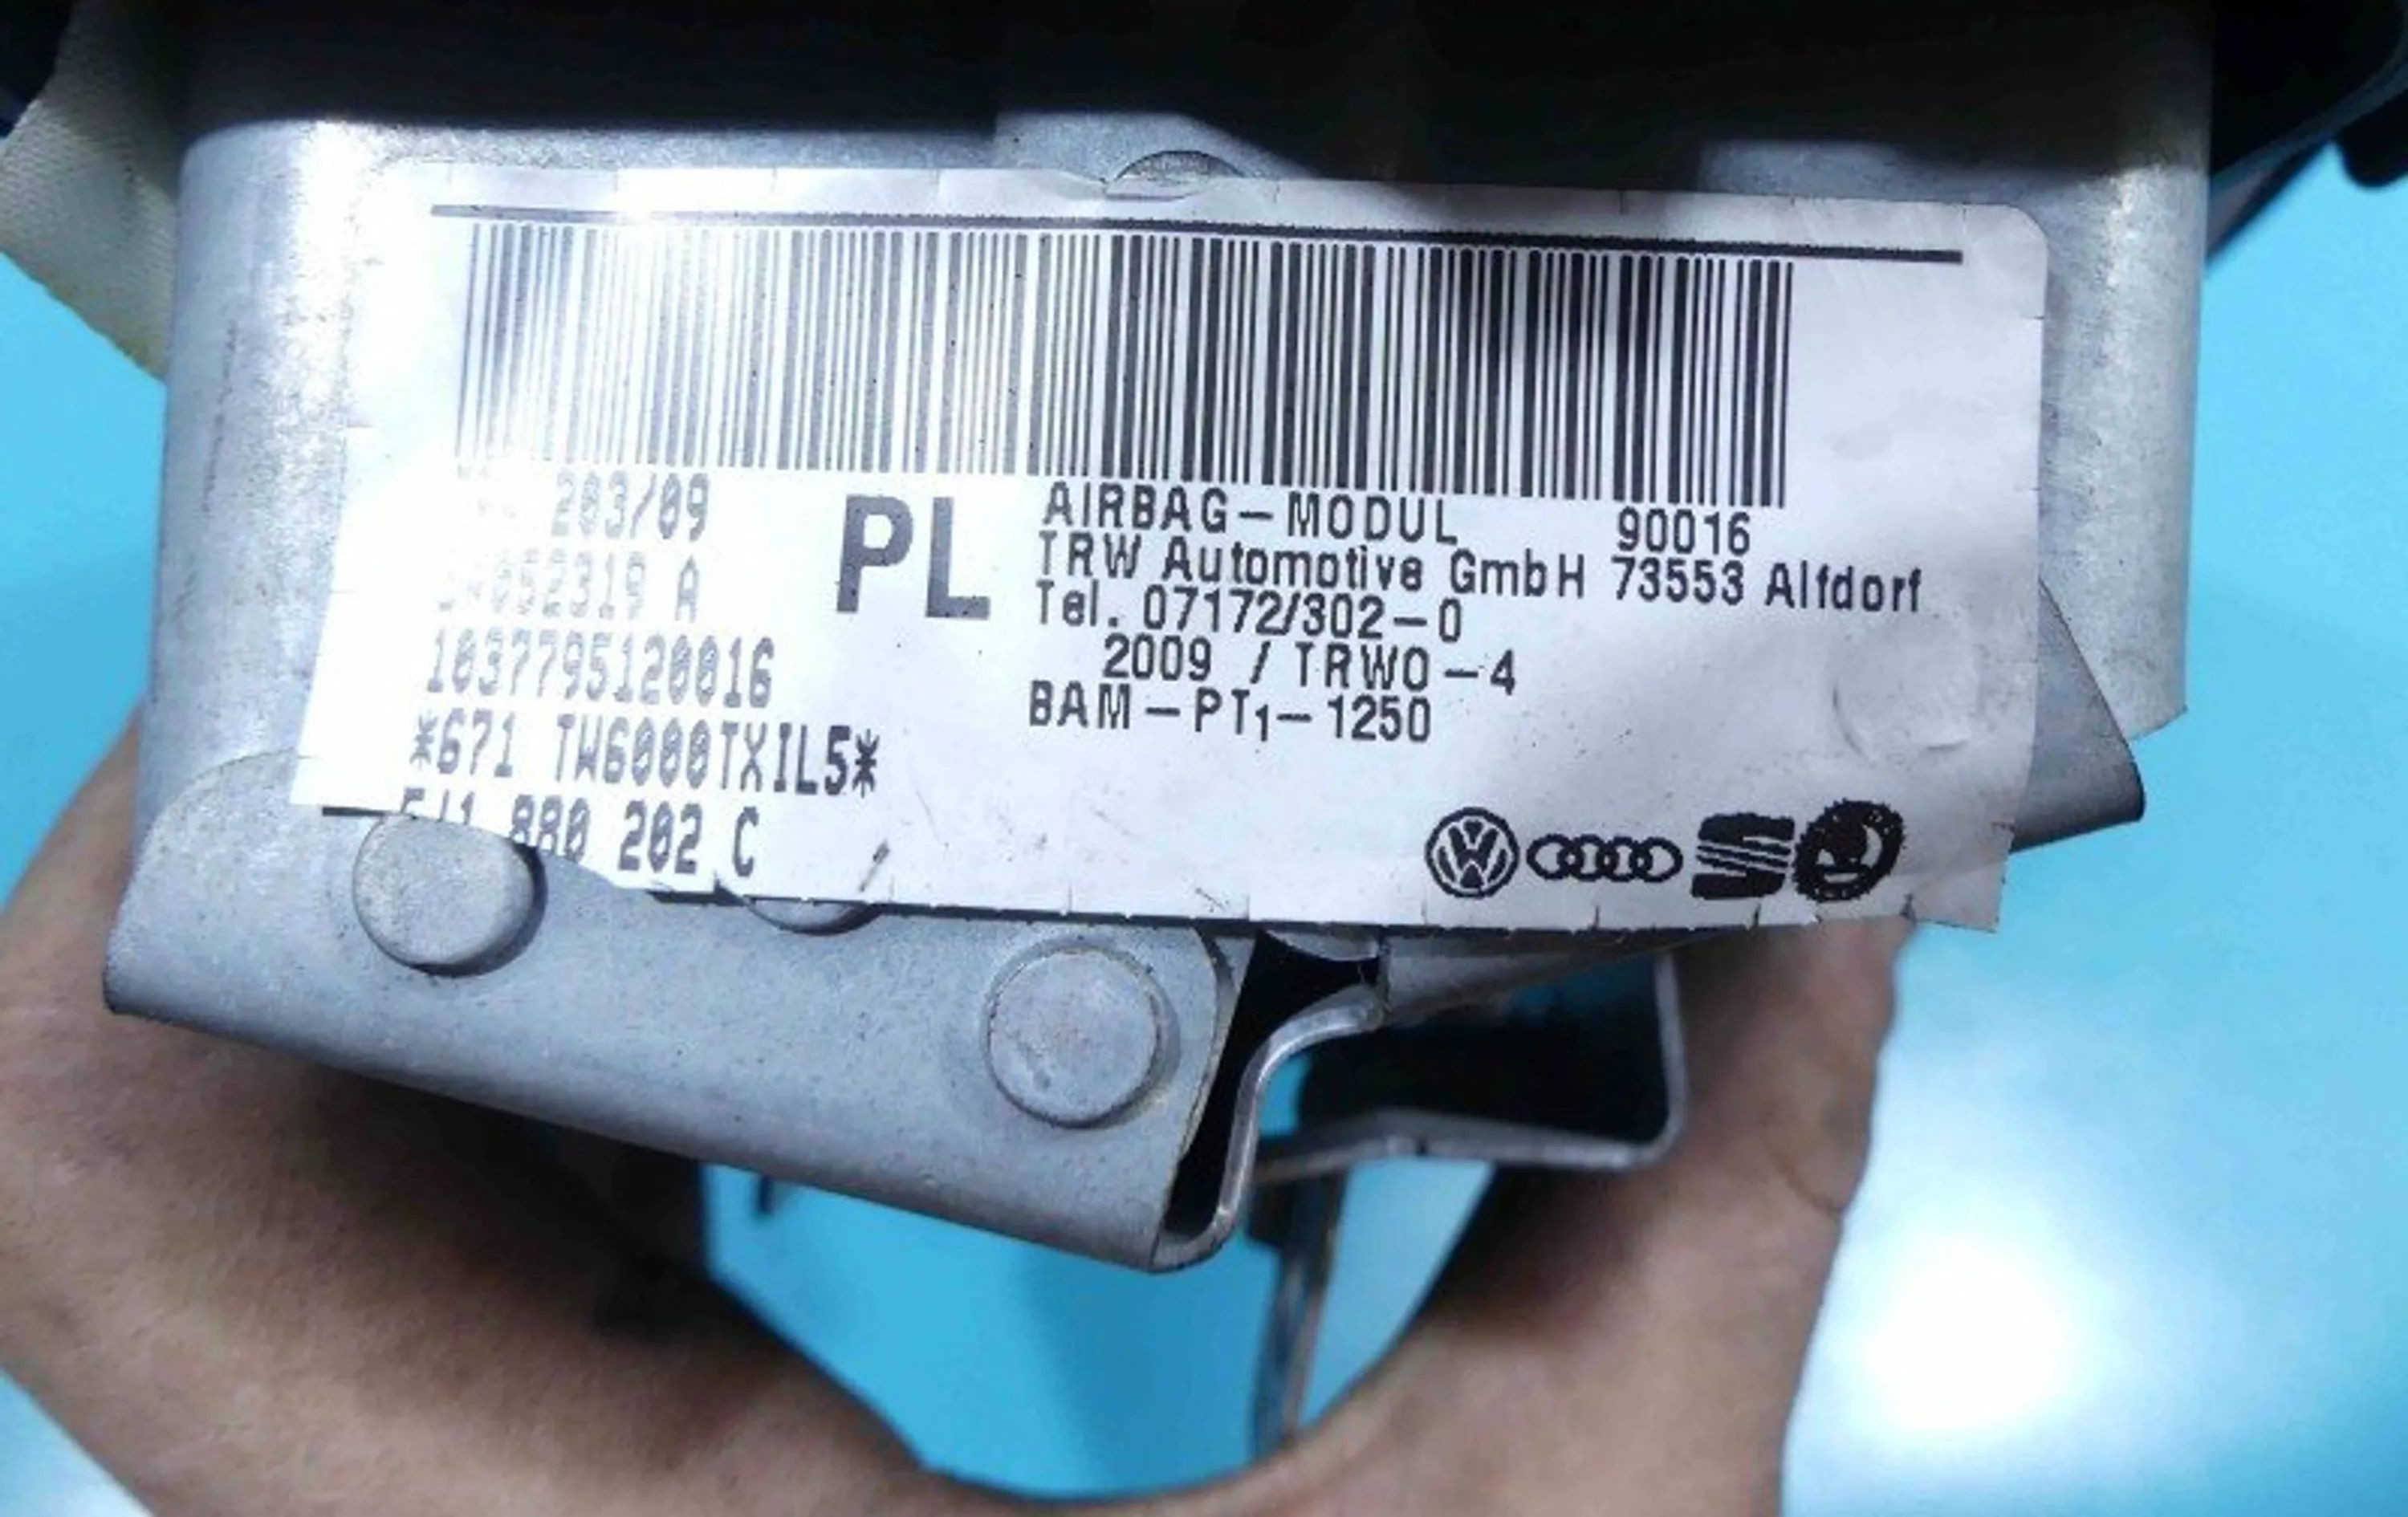 203/09
A
1037795120016
*671 TW6000TXIL5*
880 202 C
PL
AIRBAG-MODUL 90016
TRW Automotive GmbH 73553 Alfdorf
Tel. 07172/302-0
2009 / TRWO-4
BAM-PT1-1250